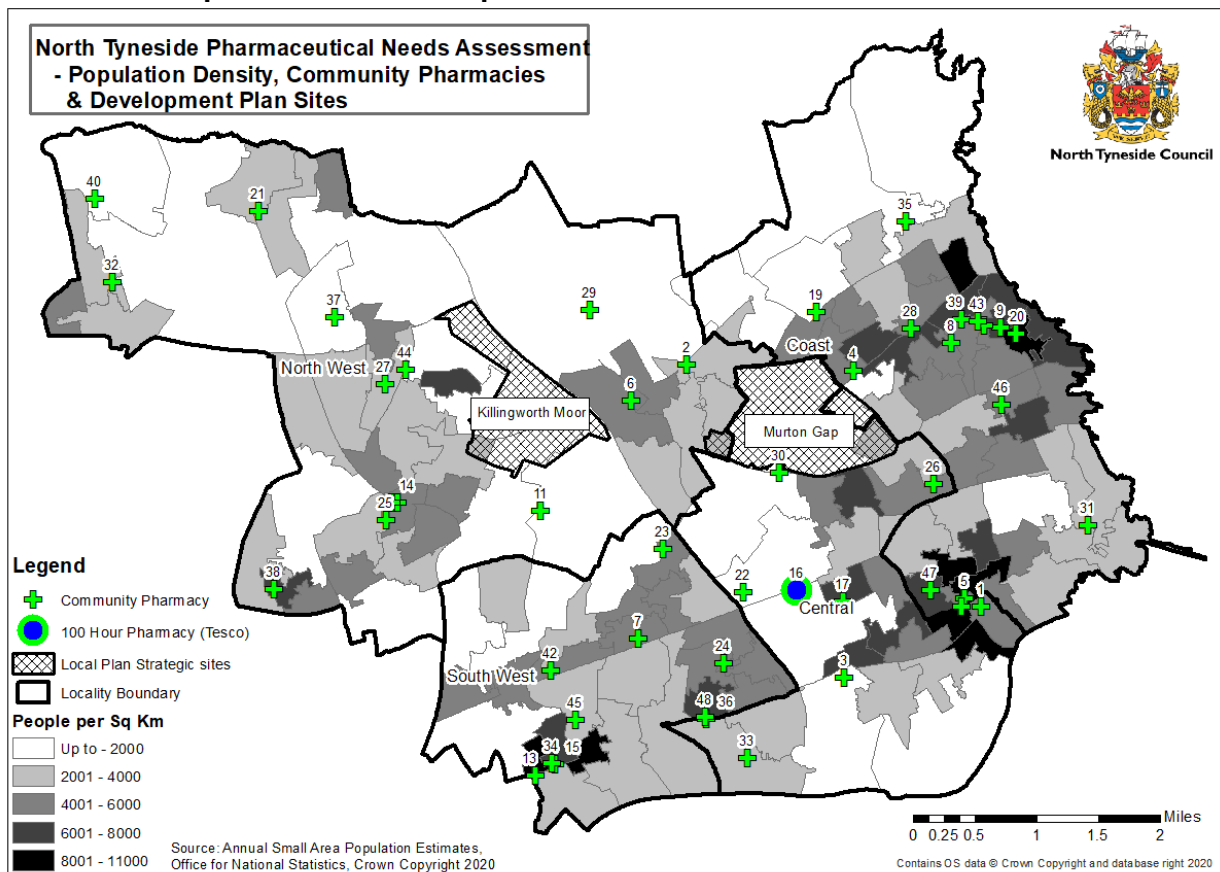 North Tyneside Pharmaceutical Needs Assessment
- Population Density, Community Pharmacies
& Development Plan Sites
North Tyneside Council
40
21
35
32
37
29
19
28
39
43
9
20
8
2
Coast
4
44
27
North West
6
46
Killingworth Moor
Murton Gap
30
26
14
25
11
31
23
38
22
16
17
Central
47
5
1
7
24
42
South West
3
45
48
36
33
34
15
13
Legend
Community Pharmacy
100 Hour Pharmacy (Tesco)
Local Plan Strategic sites
Locality Boundary
People per Sq Km
Up to - 2000
2001 - 4000
4001 - 6000
6001 - 8000
8001 - 11000
Source: Annual Small Area Population Estimates,
Office for National Statistics, Crown Copyright 2020
Miles
0 0.25 0.5 1 1.5 2
Contains OS data © Crown Copyright and database right 2020